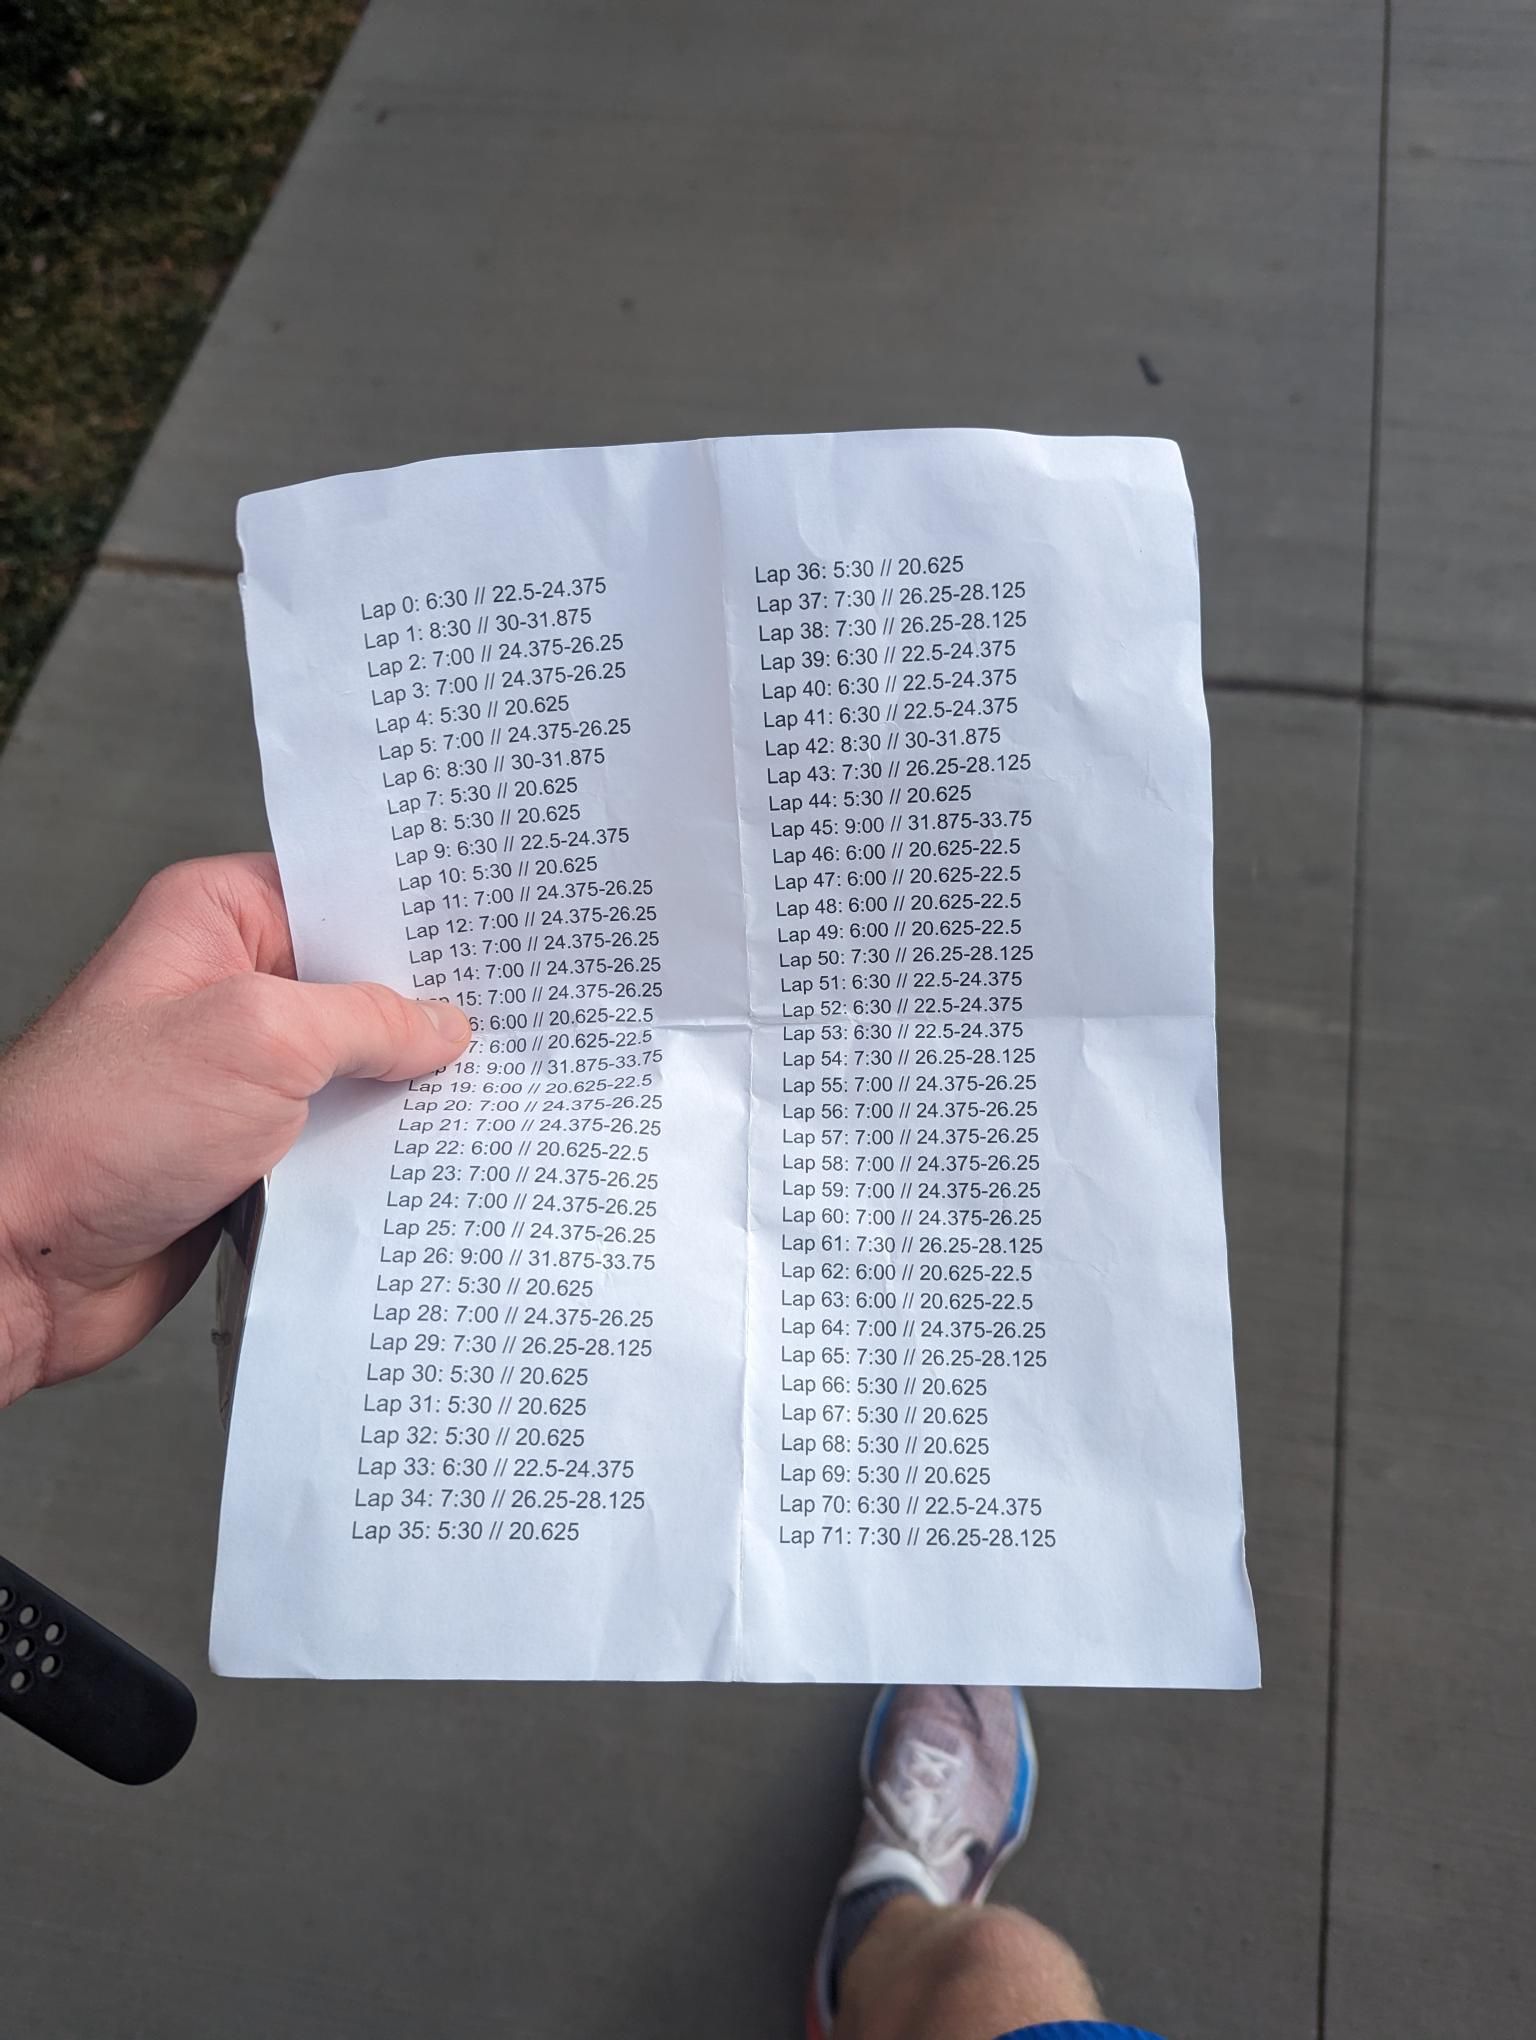 Lap 0: 6:30 // 22.5-24.375
Lap 1: 8:30 // 30-31.875
Lap 2: 7:00 // 24.375-26.25
Lap 3: 7:00 // 24.375-26.25
Lap 4: 5:30 // 20.625
Lap 5: 7:00 // 24.375-26.25
Lap 6: 8:30 // 30-31.875
Lap 7: 5:30 // 20.625
Lap 8: 5:30 // 20.625
Lap 9: 6:30 // 22.5-24.375
Lap 10: 5:30 // 20.625
Lap 11: 7:00 // 24.375-26.25
Lap 12: 7:00 // 24.375-26.25
Lap 13: 7:00 // 24.375-26.25
Lap 14: 7:00 // 24.375-26.25
15: 7:00 // 24.375-26.25
6: 6:00 // 20.625-22.5
7: 6:00 // 20.625-22.5
18: 9:00 // 31.875-33.75
Lap 19: 6:00 // 20.625-22.5
Lap 20: 7:00 // 24.375-26.25
Lap 21: 7:00 // 24.375-26.25
Lap 22: 6:00 // 20.625-22.5
Lap 23: 7:00 // 24.375-26.25
Lap 24: 7:00 // 24.375-26.25
Lap 25: 7:00 // 24.375-26.25
Lap 26: 9:00 // 31.875-33.75
Lap 27: 5:30 // 20.625
Lap 28: 7:00 // 24.375-26.25
Lap 29: 7:30 // 26.25-28.125
Lap 30: 5:30 // 20.625
Lap 31: 5:30 // 20.625
Lap 32: 5:30 // 20.625
Lap 33: 6:30 // 22.5-24.375
Lap 34: 7:30 // 26.25-28.125
Lap 35: 5:30 // 20.625
Lap 36: 5:30 // 20.625
Lap 37: 7:30 // 26.25-28.125
Lap 38: 7:30 // 26.25-28.125
Lap 39: 6:30 // 22.5-24.375
Lap 40: 6:30 // 22.5-24.375
Lap 41: 6:30 // 22.5-24.375
Lap 42: 8:30 // 30-31.875
Lap 43: 7:30 // 26.25-28.125
Lap 44: 5:30 // 20.625
Lap 45: 9:00 // 31.875-33.75
Lap 46: 6:00 // 20.625-22.5
Lap 47: 6:00 // 20.625-22.5
Lap 48: 6:00 // 20.625-22.5
Lap 49: 6:00 // 20.625-22.5
Lap 50: 7:30 // 26.25-28.125
Lap 51: 6:30 // 22.5-24.375
Lap 52: 6:30 // 22.5-24.375
Lap 53: 6:30 // 22.5-24.375
Lap 54: 7:30 // 26.25-28.125
Lap 55: 7:00 // 24.375-26.25
Lap 56: 7:00 // 24.375-26.25
Lap 57: 7:00 // 24.375-26.25
Lap 58: 7:00 // 24.375-26.25
Lap 59: 7:00 // 24.375-26.25
Lap 60: 7:00 // 24.375-26.25
Lap 61: 7:30 // 26.25-28.125
Lap 62: 6:00 // 20.625-22.5
Lap 63: 6:00 // 20.625-22.5
Lap 64: 7:00 // 24.375-26.25
Lap 65: 7:30 // 26.25-28.125
Lap 66: 5:30 // 20.625
Lap 67: 5:30 // 20.625
Lap 68: 5:30 // 20.625
Lap 69: 5:30 // 20.625
Lap 70: 6:30 // 22.5-24.375
Lap 71: 7:30 // 26.25-28.125